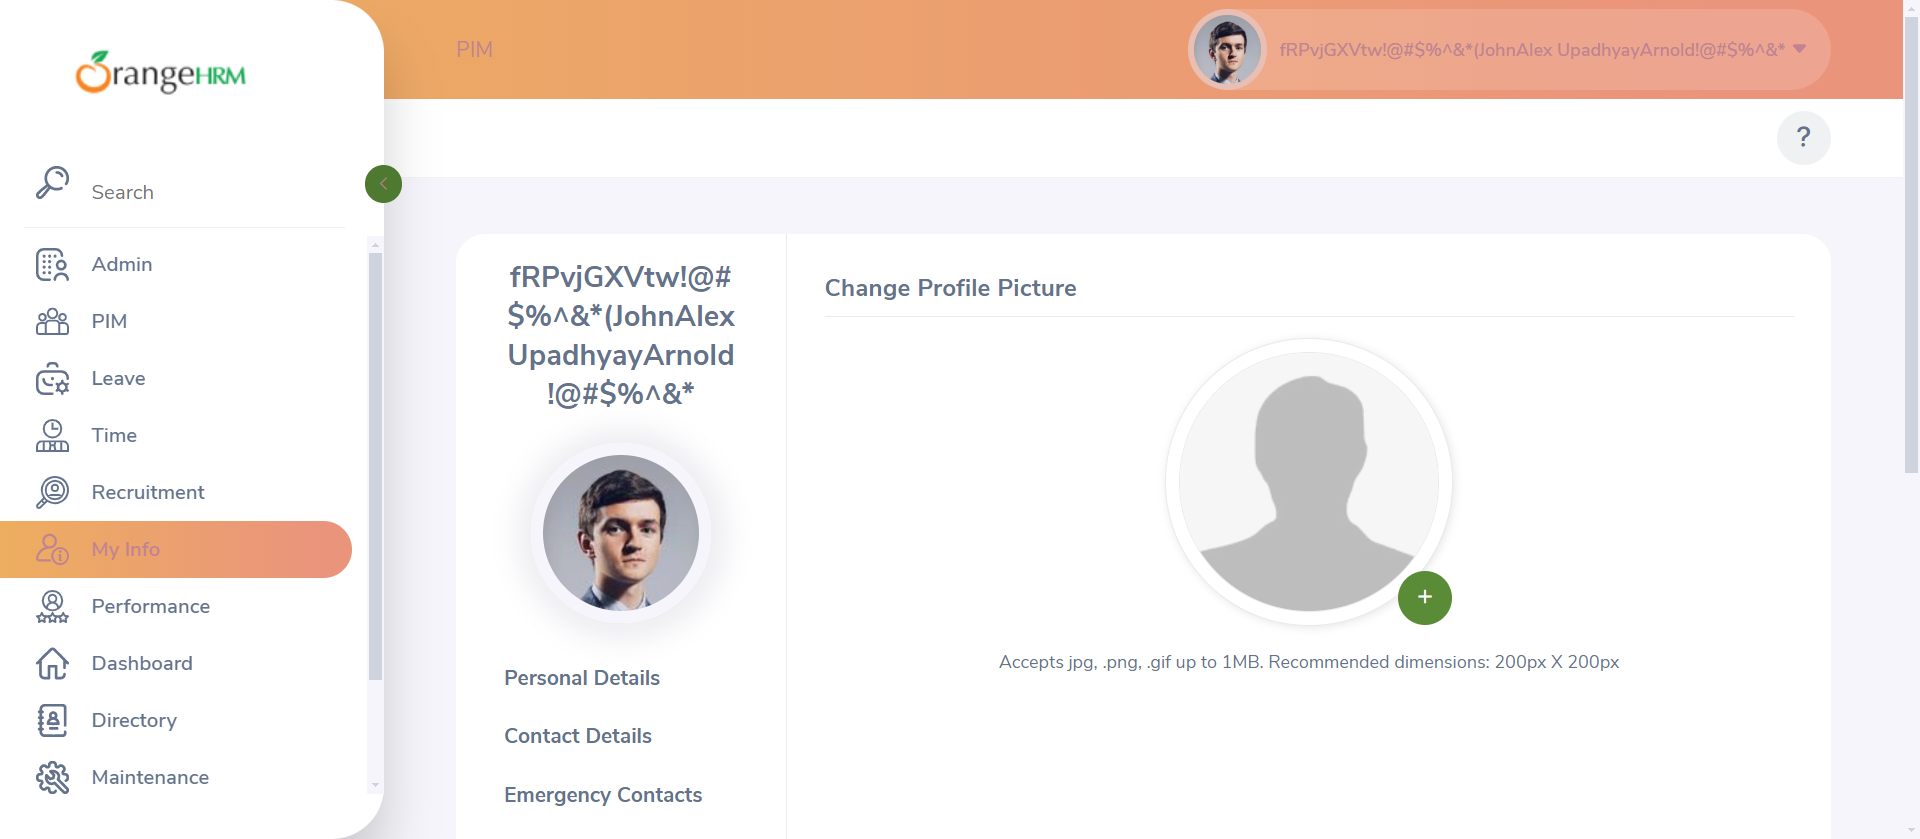 OrangeHRM
PIM
fRPvjGXVtw!@#$%^&*(JohnAlex UpadhyayArnold!@#$%^&*
?
Search
Admin
PIM
Leave
Time
Recruitment
My Info
Performance
Dashboard
Directory
Maintenance
fRPvjGXVtw!@#
$%^&*(JohnAlex
UpadhyayArnold
!@#$%^&*
Personal Details
Contact Details
Emergency Contacts
Change Profile Picture
+
Accepts jpg, .png, .gif up to 1MB. Recommended dimensions: 200px X 200px